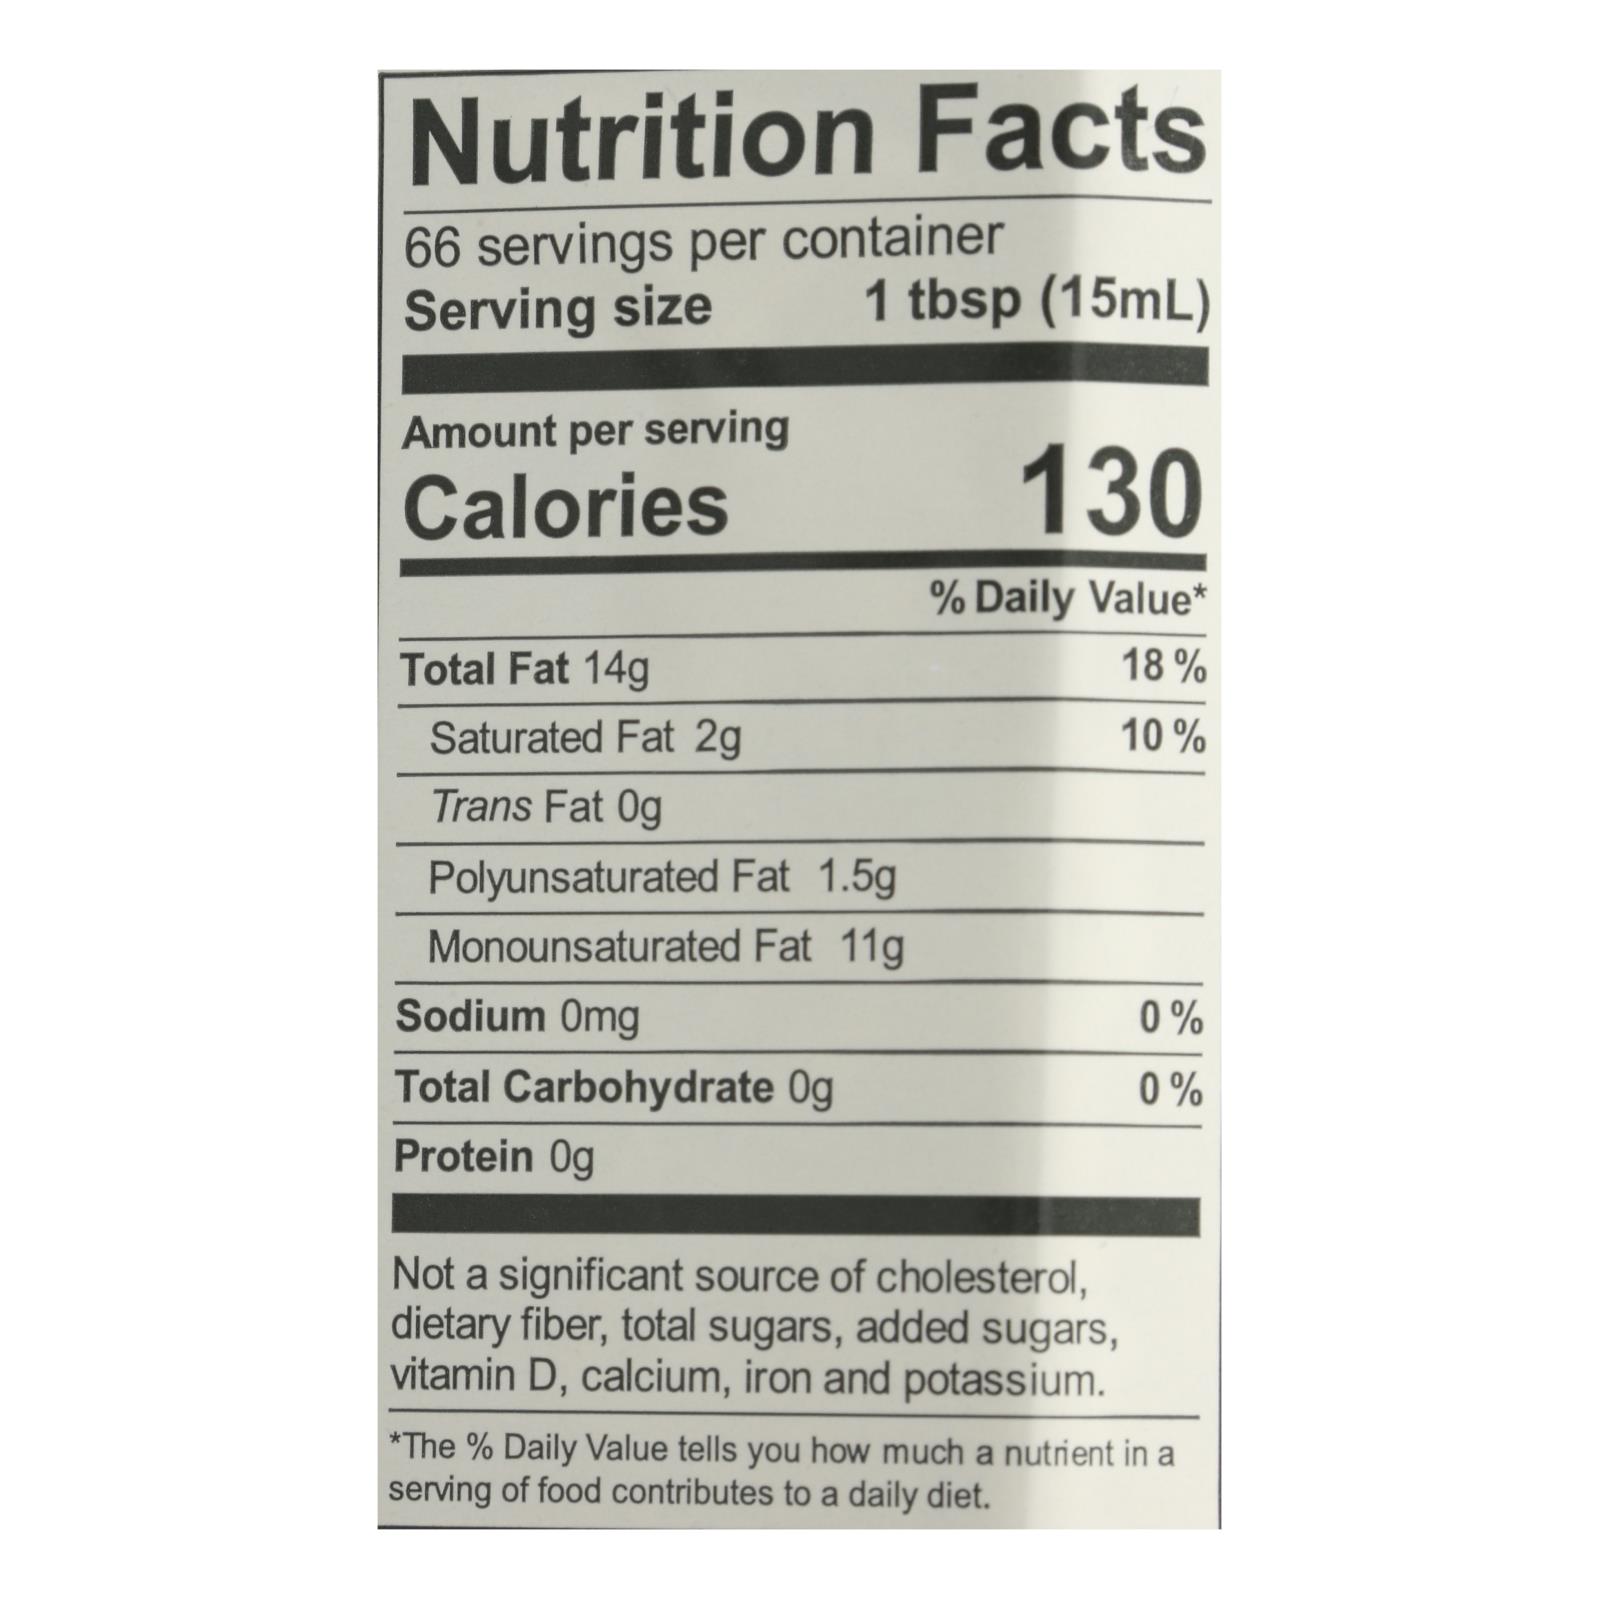 Nutrition Facts
66 servings per container
Serving size 1 tbsp (15mL)
Amount per serving
Calories 130
% Daily Value*
Total Fat 14g 18 %
Saturated Fat 2g 10 %
Trans Fat 0g
Polyunsaturated Fat 1.5g
Monounsaturated Fat 11g
Sodium 0mg 0 %
Total Carbohydrate 0g 0 %
Protein 0g
Not a significant source of cholesterol,
dietary fiber, total sugars, added sugars,
vitamin D, calcium, iron and potassium.
*The % Daily Value tells you how much a nutrient in a
serving of food contributes to a daily diet.